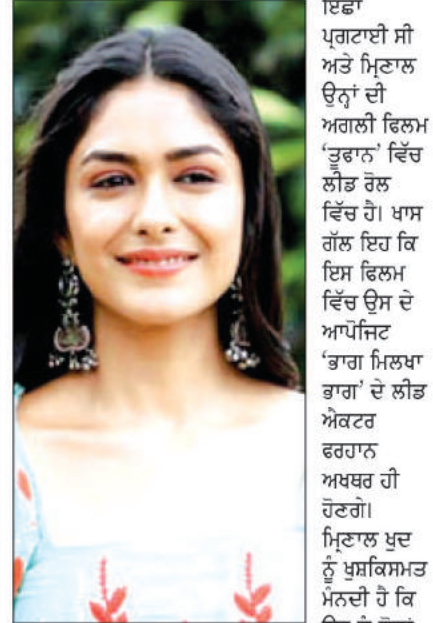 ਇੱਛਾ
ਪ੍ਰਗਟਾਈ ਸੀ
ਅਤੇ ਮ੍ਰਿਣਾਲ
ਉਨ੍ਹਾਂ ਦੀ
ਅਗਲੀ ਫਿਲਮ
‘ਤੂਫਾਨ’ ਵਿੱਚ
ਲੀਡ ਰੋਲ
ਵਿੱਚ ਹੈ। ਖਾਸ
ਗੱਲ ਇਹ ਕਿ
ਇਸ ਫਿਲਮ
ਵਿੱਚ ਉਸ ਦੇ
ਆਪੋਜਿਟ
‘ਭਾਗ ਮਿਲਖਾ
ਭਾਗ’ ਦੇ ਲੀਡ
ਐਕਟਰ
ਫਰਹਾਨ
ਅਖਥਰ ਹੀ
ਹੋਣਗੇ।
ਮ੍ਰਿਣਾਲ ਖੁਦ
ਨੂੰ ਖੁਸ਼ਕਿਸਮਤ
ਮੰਨਦੀ ਹੈ ਕਿ